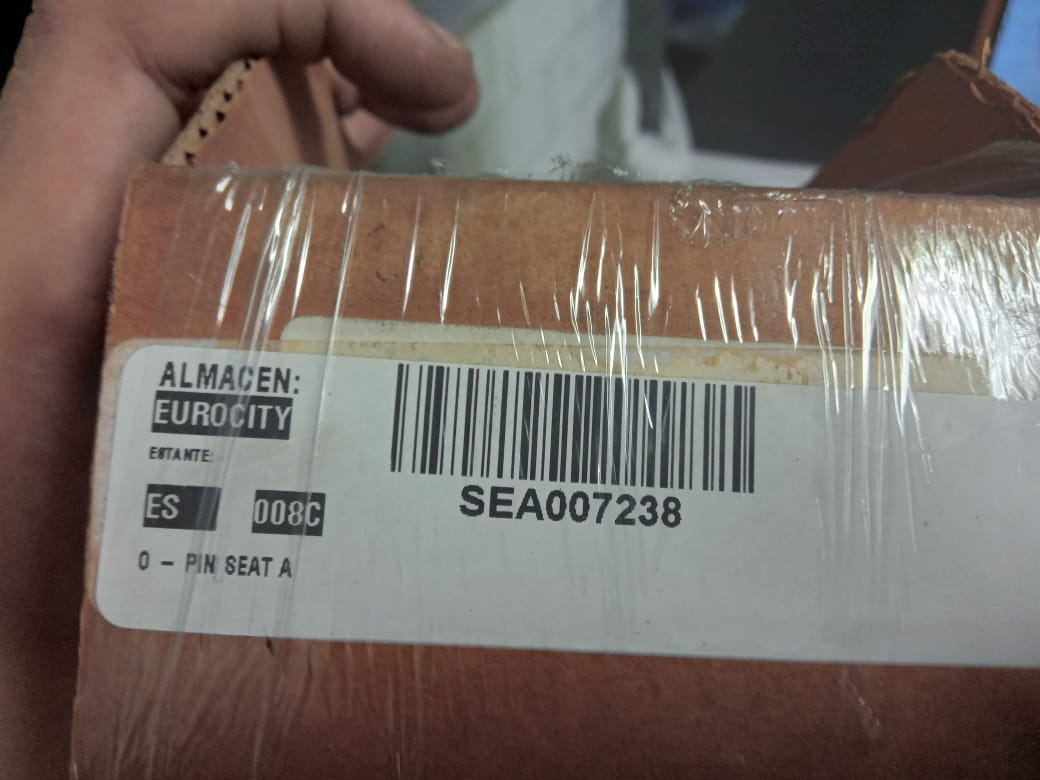 ALMACEN:
EUROCITY
ESTANTE:
ES 008C
0 - PIN SEAT A
SEA007238